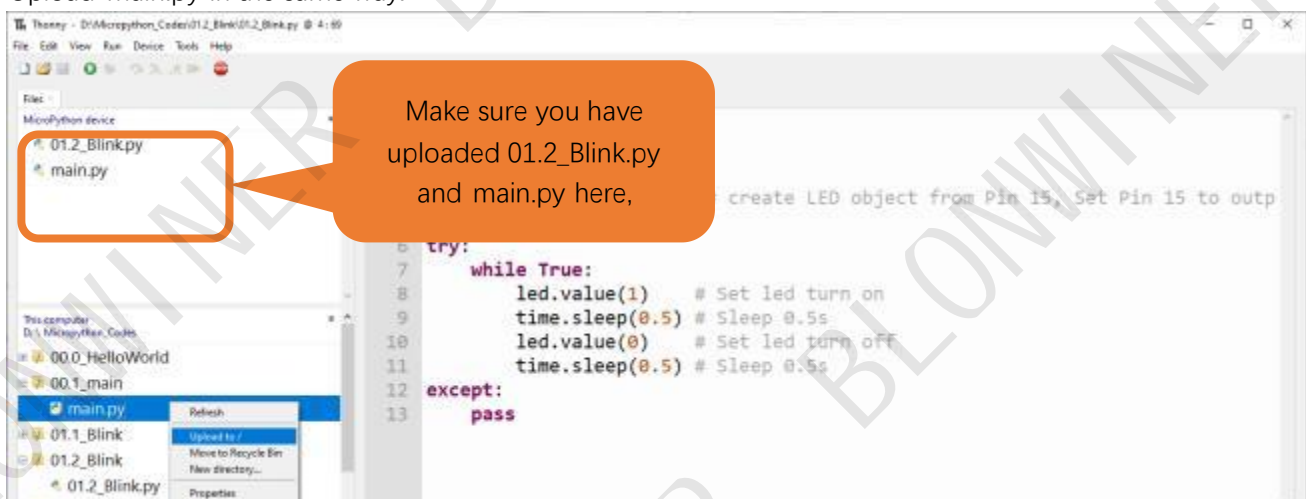 Upload main.py in the same way.
Thonny - D:\Micropython_Codes\01.2_Blink\01.2_Blink.py @ 4:69
File Edit View Run Device Tools Help
Files
MicroPython device
01.2_Blink.py
main.py
Make sure you have
uploaded 01.2_Blink.py
and main.py here,
create LED object from Pin 15, Set Pin 15 to outp
6 try:
7 while True:
8 led.value(1) # Set led turn on
9 time.sleep(0.5) # Sleep 0.5s
10 led.value(0) # Set led turn off
11 time.sleep(0.5) # Sleep 0.5s
12 except:
13 pass
This computer
D:\ Micropython_Codes
00.0_HelloWorld
00.1_main
main.py
01.1_Blink
01.2_Blink
01.2_Blink.py
Refresh
Upload to /
Move to Recycle Bin
New directory...
Properties
BLONWINER